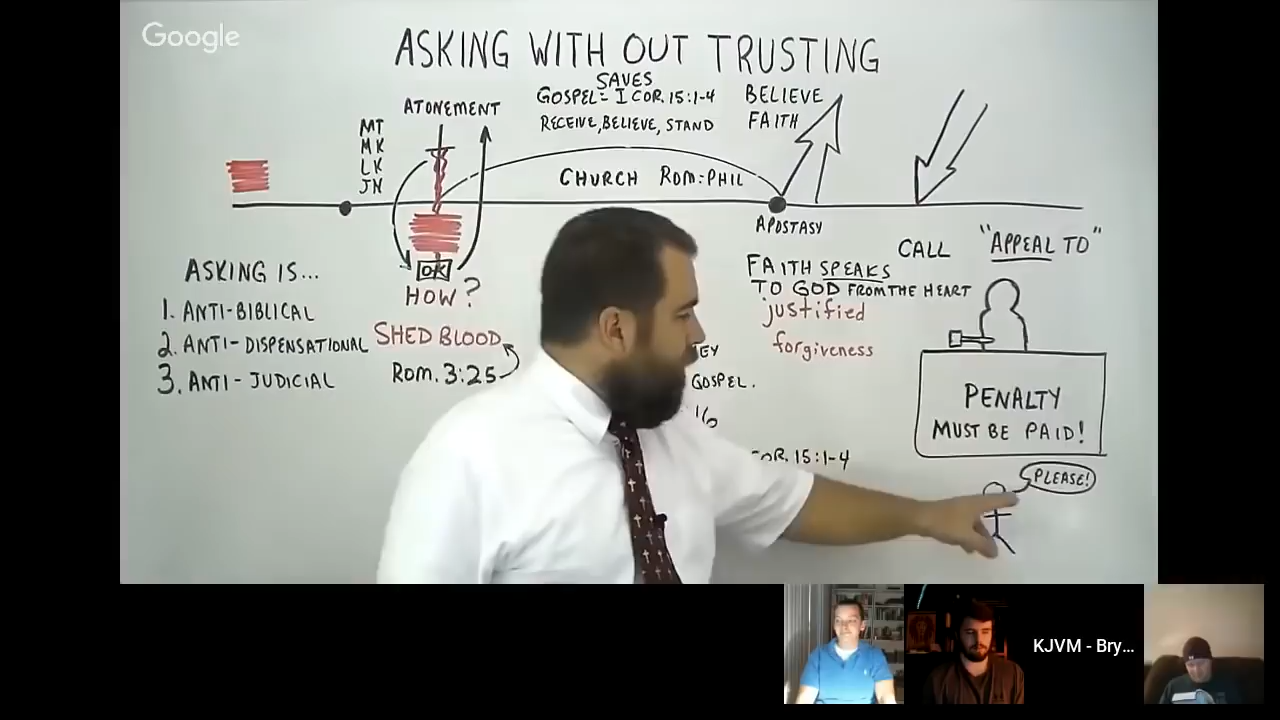 Google
ASKING WITH OUT TRUSTING
SAVES
GOSPEL= I COR. 15:1-4
RECEIVE, BELIEVE, STAND
ATONEMENT
MT
MK
LK
JN
BELIEVE
FAITH
CHURCH ROM:PHIL
APOSTASY
CALL
"APPEAL TO"
ASKING IS...
1. ANTI-BIBLICAL
2. ANTI-DISPENSATIONAL
3. ANTI-JUDICIAL
OK
HOW?
SHED BLOOD
Rom. 3:25
FAITH SPEAKS
TO GOD FROM THE HEART
justified
forgiveness
GOSPEL.
16
COR. 15:1-4
PENALTY
MUST BE PAID!
PLEASE!
KJVM - Bry...